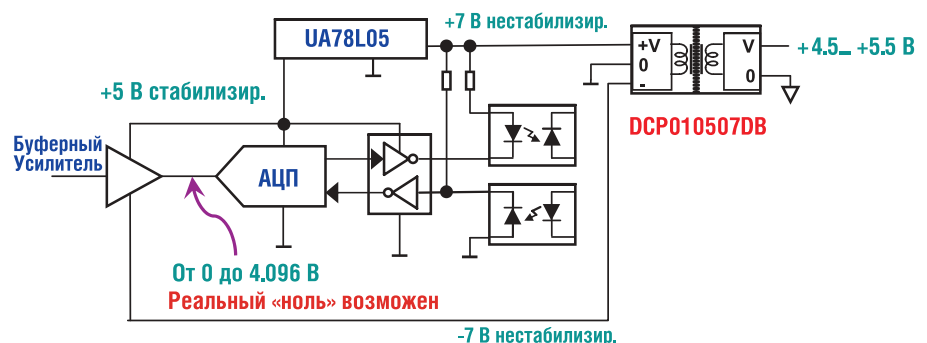 +7 В нестабилизир.
UA78L05
+V
0
-
V
0
+4.5... +5.5 В
DCP010507DB
+5 В стабилизир.
Буферный
Усилитель
АЦП
От 0 до 4.096 В
Реальный «ноль» возможен
-7 В нестабилизир.